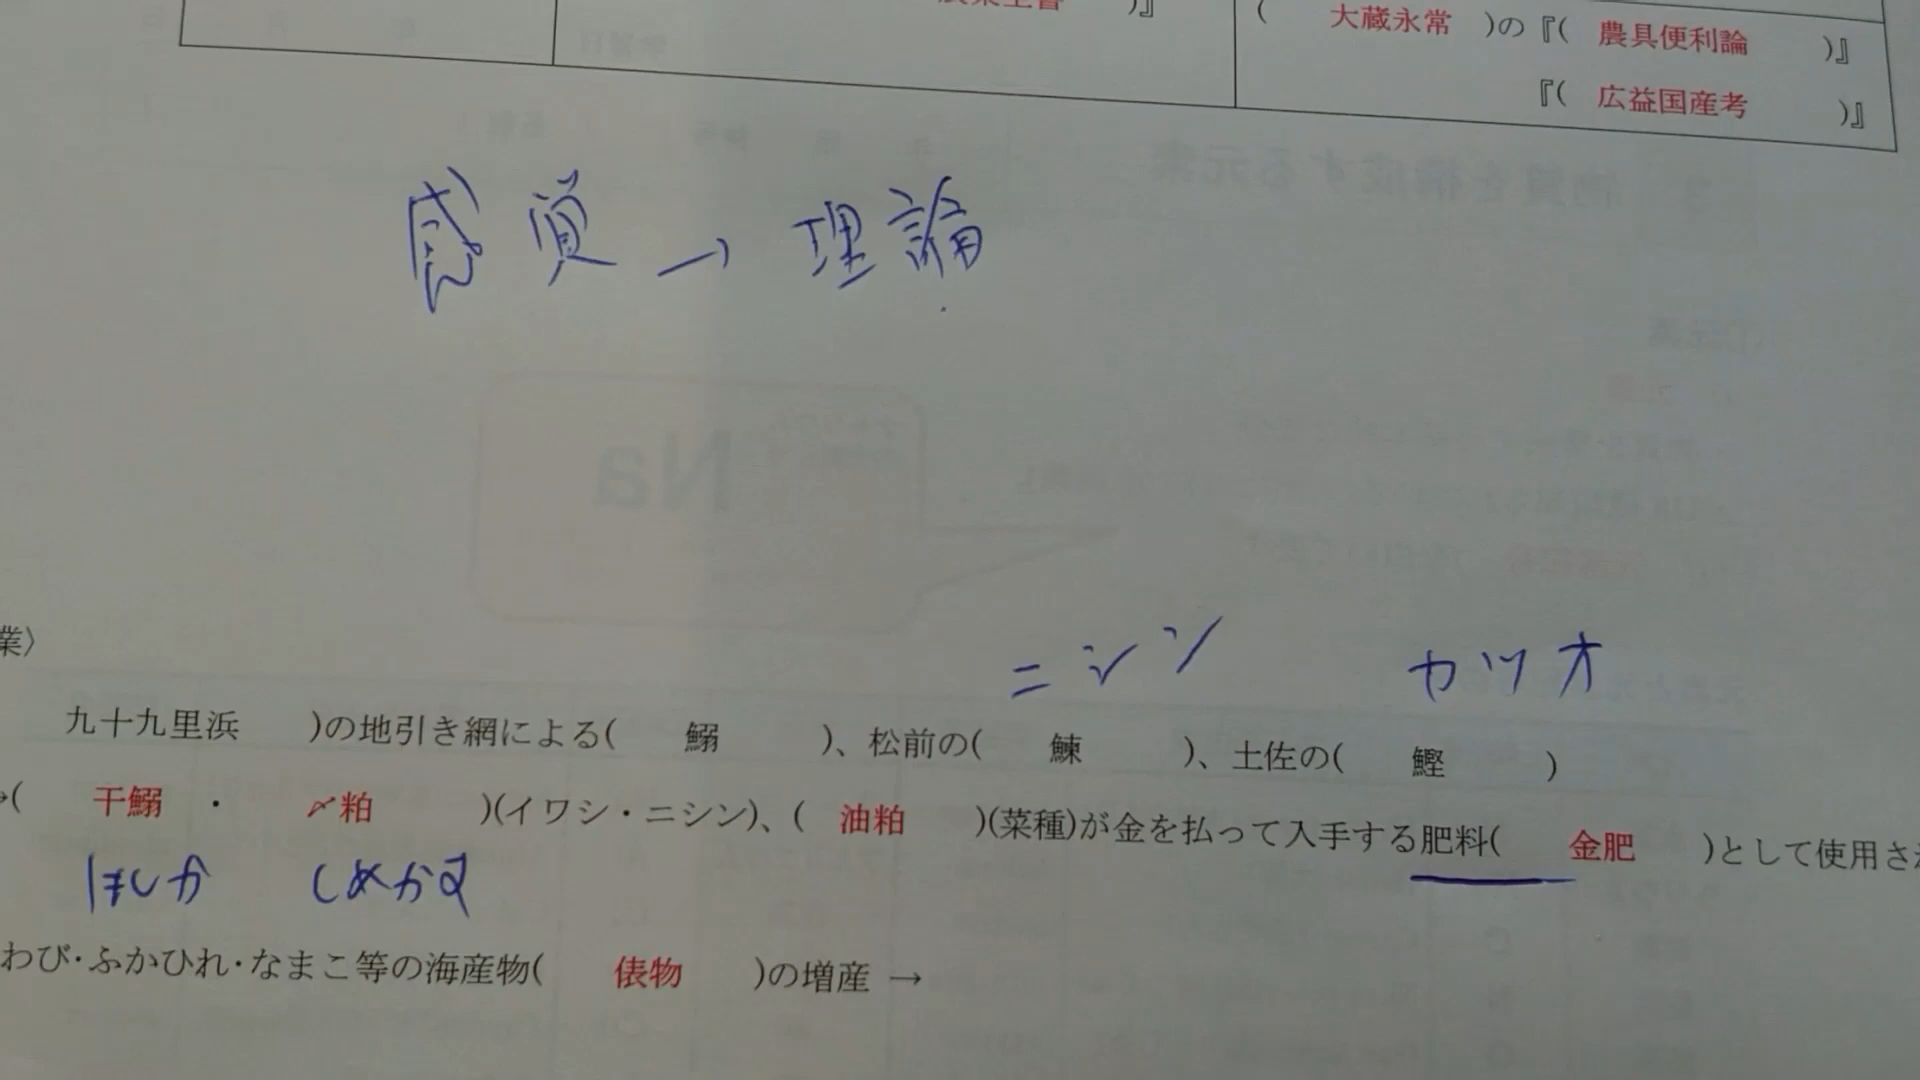 大蔵永常 )の『( 農具便利論 )』
『( 広益国産考 )』
感覚→理論
業〉
ニシン カツオ
九十九里浜 )の地引き網による( 鰯 )、松前の( 鰊 )、土佐の( 鰹 )
→( 干鰯 ・ 〆粕 )(イワシ・ニシン)、( 油粕 )(菜種)が金を払って入手する肥料( 金肥 )として使用さ
ほしか しめかす
わび・ふかひれ・なまこ等の海産物( 俵物 )の増産 →